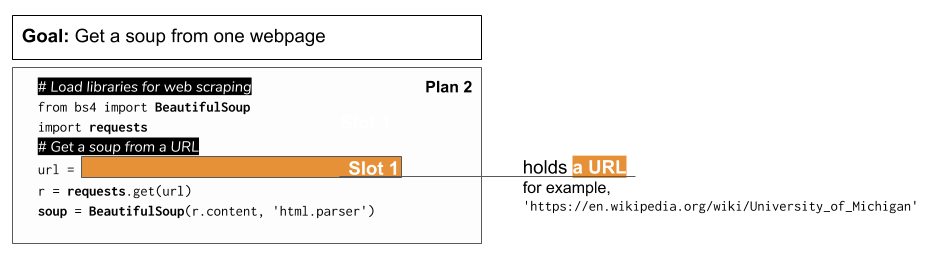 Goal: Get a soup from one webpage
# Load libraries for web scraping
Plan 2
from bs4 import BeautifulSoup
import requests
# Get a soup from a URL
url =
Slot 1
r = requests.get(url)
soup = BeautifulSoup(r.content, 'html.parser')
holds a URL
for example,
'https://en.wikipedia.org/wiki/University_of_Michigan'